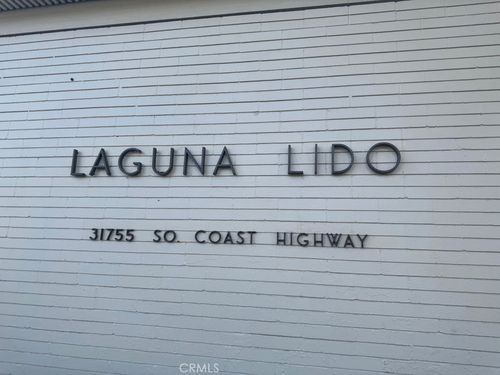 LAGUNA LIDO
31755 SO. COAST HIGHWAY
CRMLS